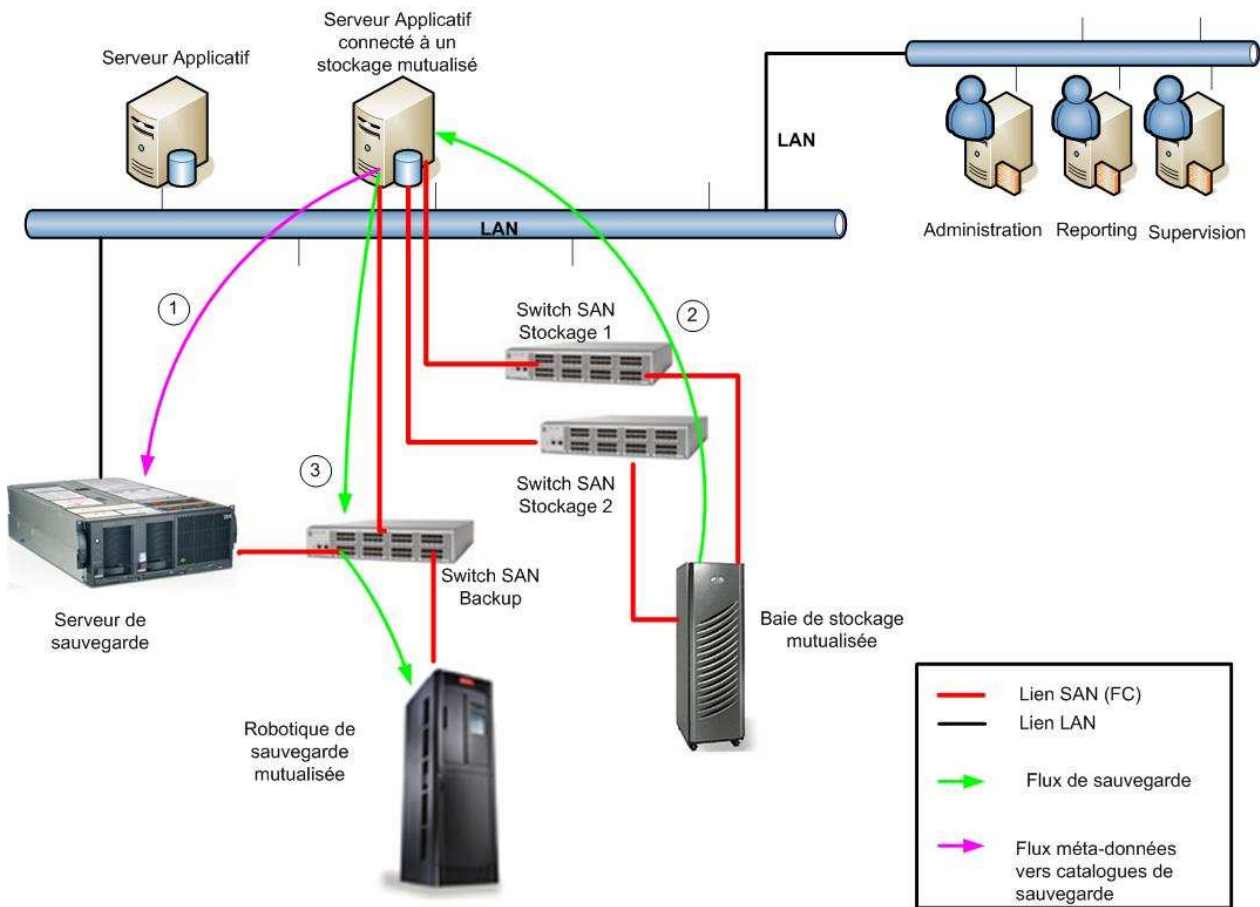 Serveur Applicatif
Serveur Applicatif
connecté à un
stockage mutualisé
LAN
LAN
Administration
Reporting
Supervision
1
2
3
Switch SAN
Stockage 1
Switch SAN
Stockage 2
Switch SAN
Backup
Serveur de
sauvegarde
Baie de stockage
mutualisée
Robotique de
sauvegarde
mutualisée
Lien SAN (FC)
Lien LAN
Flux de sauvegarde
Flux méta-données
vers catalogues de
sauvegarde